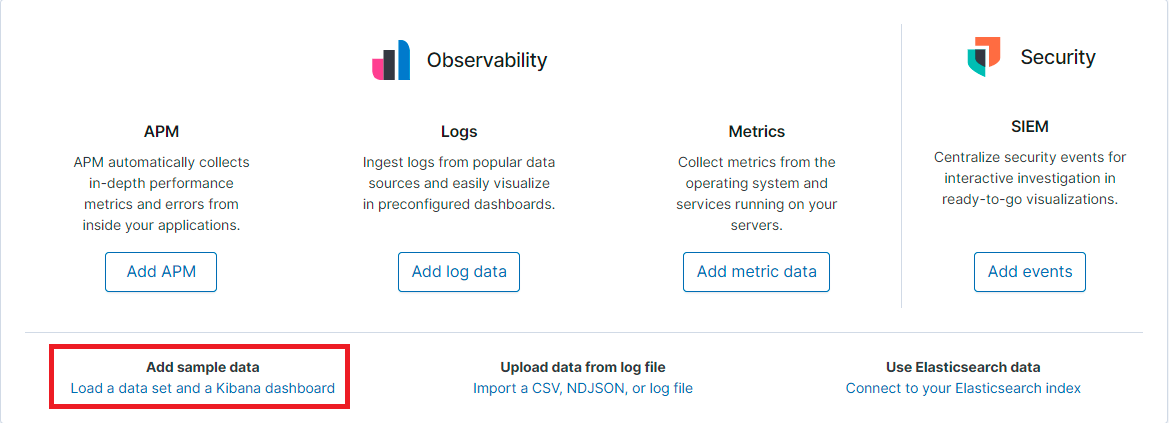 Observability
Security
APM
APM automatically collects
in-depth performance
metrics and errors from
inside your applications.
Add APM
Logs
Ingest logs from popular data
sources and easily visualize
in preconfigured dashboards.
Add log data
Metrics
Collect metrics from the
operating system and
services running on your
servers.
Add metric data
SIEM
Centralize security events for
interactive investigation in
ready-to-go visualizations.
Add events
Add sample data
Load a data set and a Kibana dashboard
Upload data from log file
Import a CSV, NDJSON, or log file
Use Elasticsearch data
Connect to your Elasticsearch index